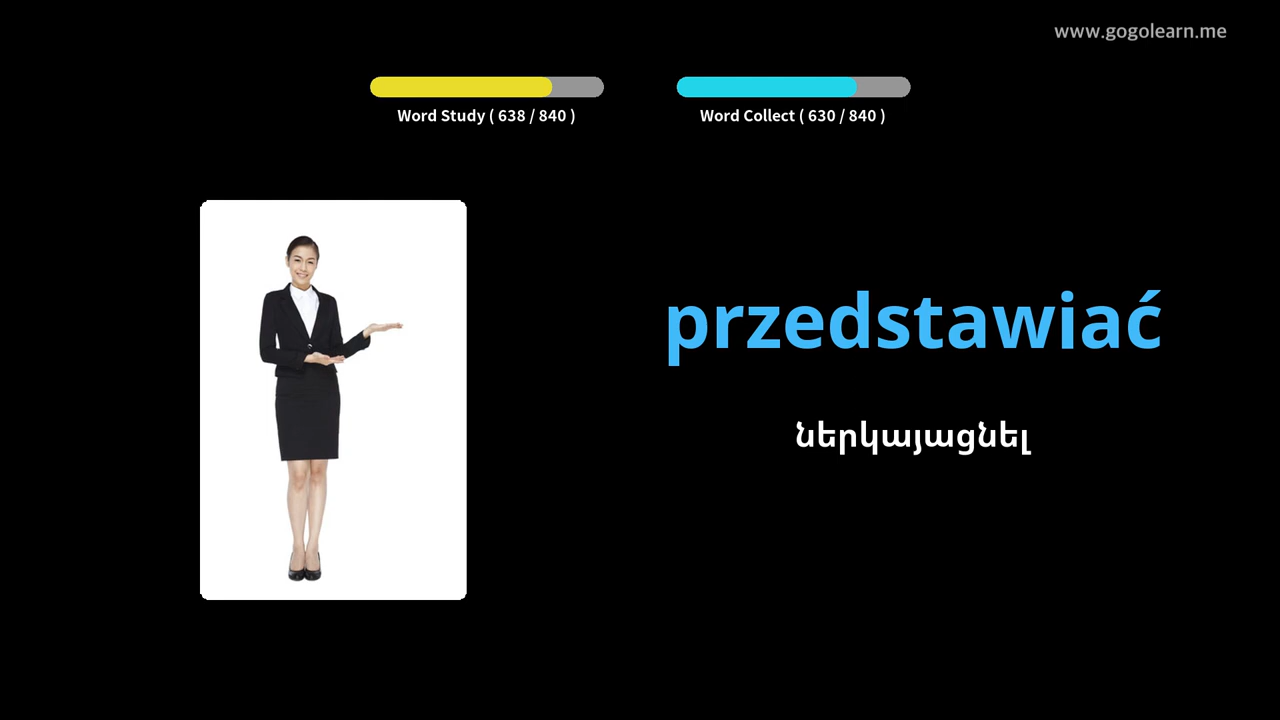 www.gogolearn.me
Word Study ( 638 / 840 )
Word Collect ( 630 / 840 )
przedstawiać
ներկայացնել